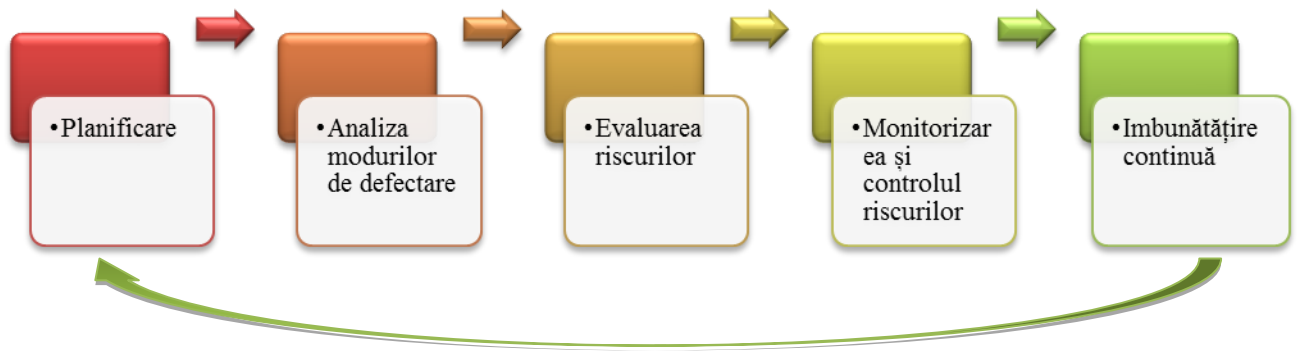 •Planificare
•Analiza
modurilor
de defectare
•Evaluarea
riscurilor
•Monitorizar
ea și
controlul
riscurilor
•Imbunătățire
continuă